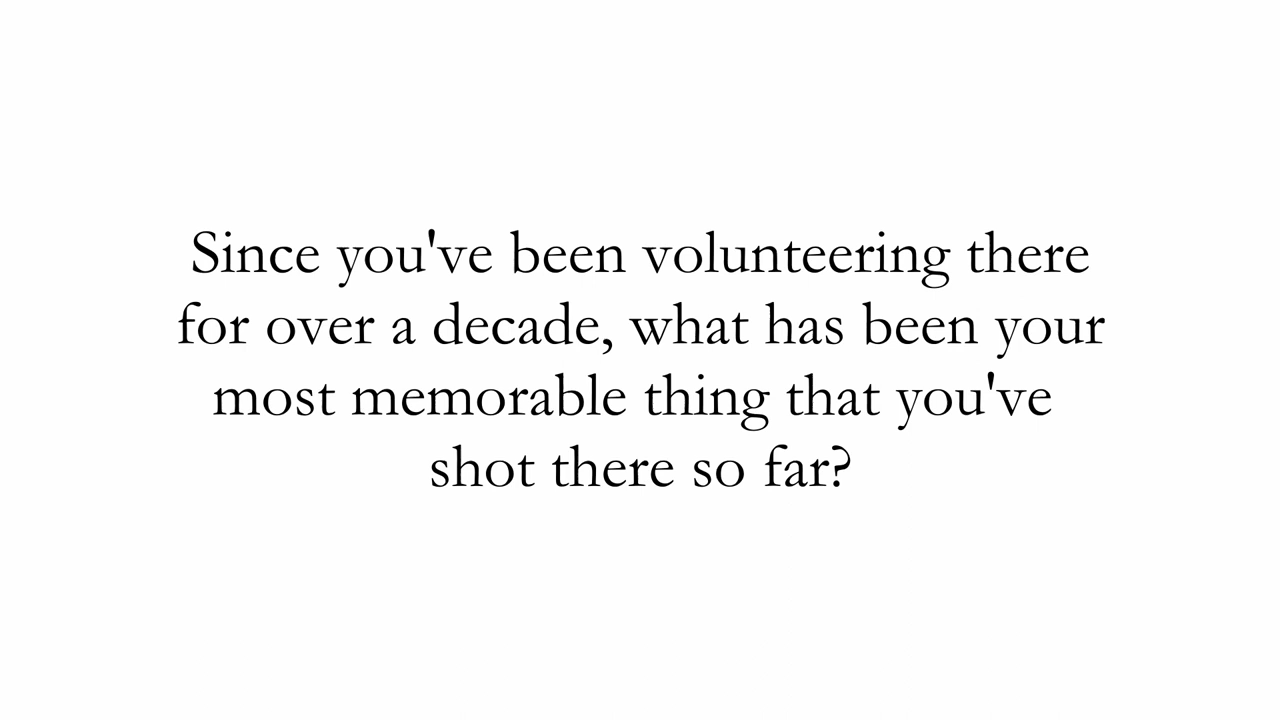 Since you've been volunteering there
for over a decade, what has been your
most memorable thing that you've
shot there so far?